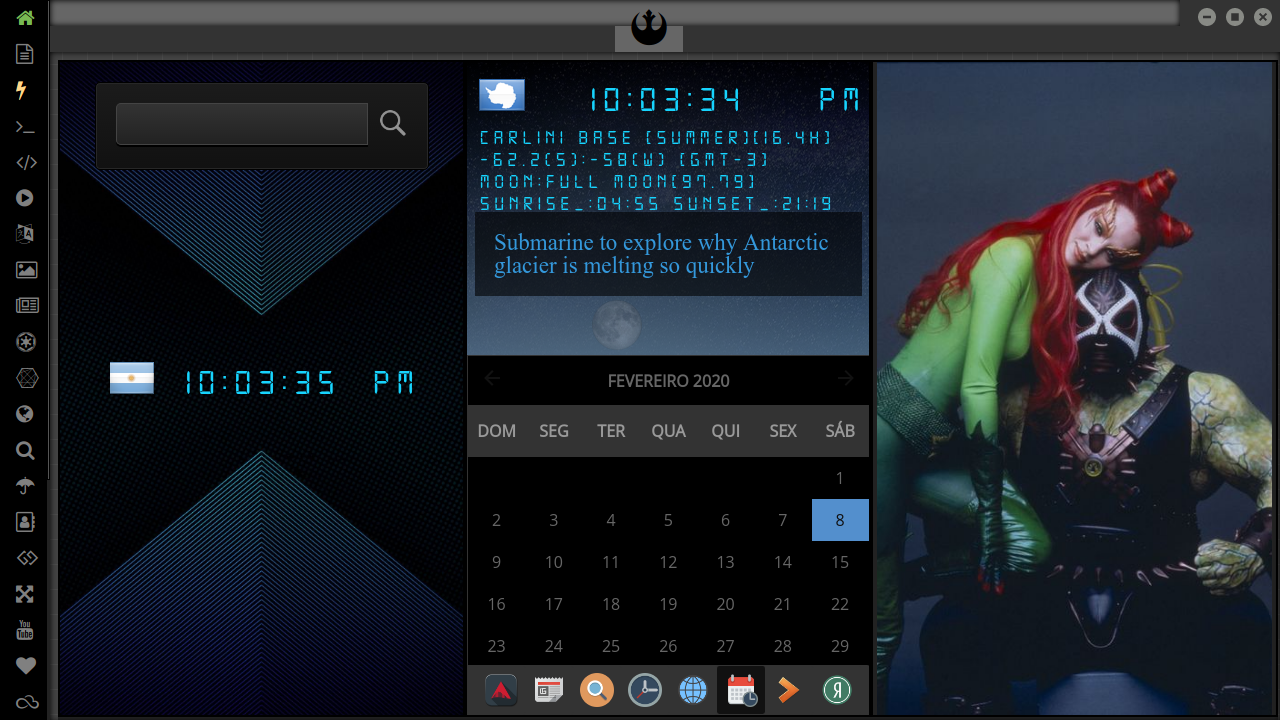 10:03:34 PM
CARLINI BASE (SUMMER)(16.4H)
-62.2(S):-58(W) (GMT-3)
MOON:FULL MOON(97.79)
SUNRISE_:04:55 SUNSET_:21:19
Submarine to explore why Antarctic
glacier is melting so quickly
10:03:35 PM
FEVEREIRO 2020
DOM SEG TER QUA QUI SEX SÁB
1
2 3 4 5 6 7 8
9 10 11 12 13 14 15
16 17 18 19 20 21 22
23 24 25 26 27 28 29
You
Tube
Я